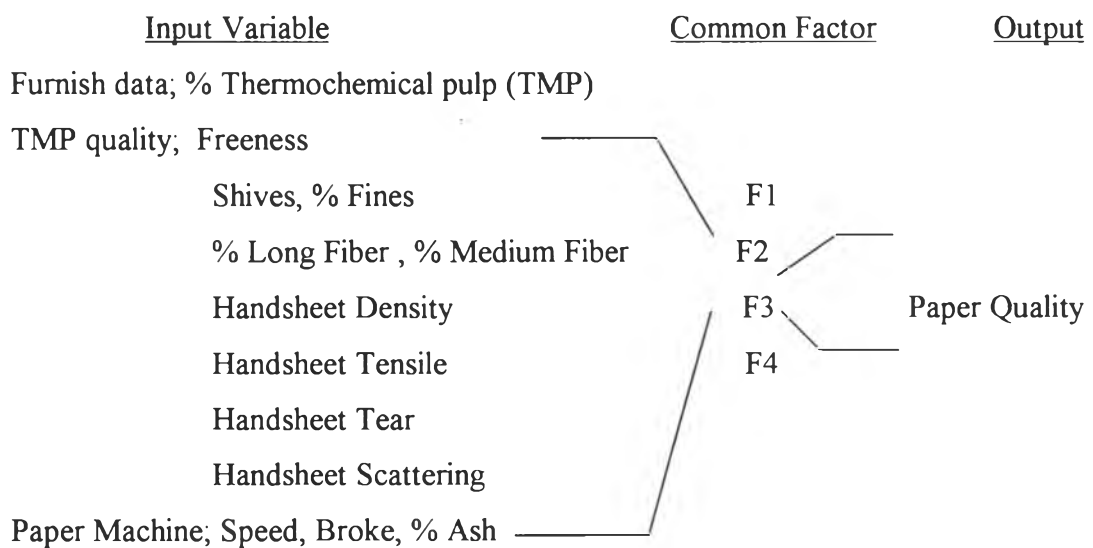 Input Variable Common Factor Output
Furnish data; % Thermochemical pulp (TMP)
TMP quality; Freeness
Shives, % Fines F1
% Long Fiber , % Medium Fiber F2
Handsheet Density F3 Paper Quality
Handsheet Tensile F4
Handsheet Tear
Handsheet Scattering
Paper Machine; Speed, Broke, % Ash